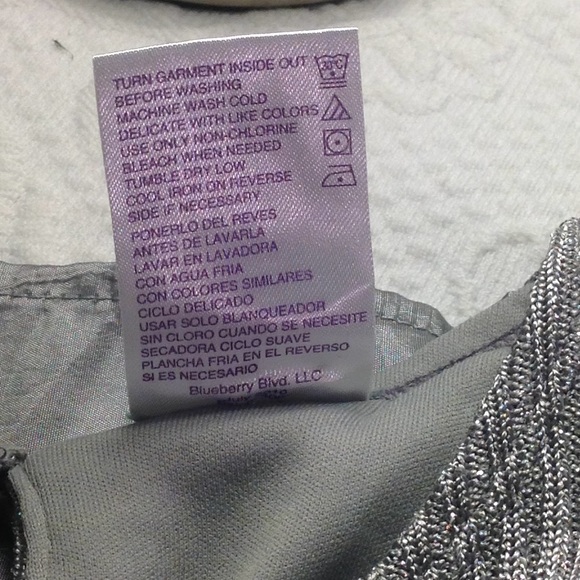 TURN GARMENT INSIDE OUT
BEFORE WASHING
MACHINE WASH COLD
DELICATE WITH LIKE COLORS
USE ONLY NON-CHLORINE
BLEACH WHEN NEEDED
TUMBLE DRY LOW
COOL IRON ON REVERSE
SIDE IF NECESSARY
30°C
PONERLO DEL REVES
ANTES DE LAVARLA
LAVAR EN LAVADORA
CON AGUA FRIA
CON COLORES SIMILARES
CICLO DELICADO
USAR SOLO BLANQUEADOR
SIN CLORO CUANDO SE NECESITE
SECADORA CICLO SUAVE
PLANCHA FRIA EN EL REVERSO
SI ES NECESARIO
Blueberry Blvd. LLC